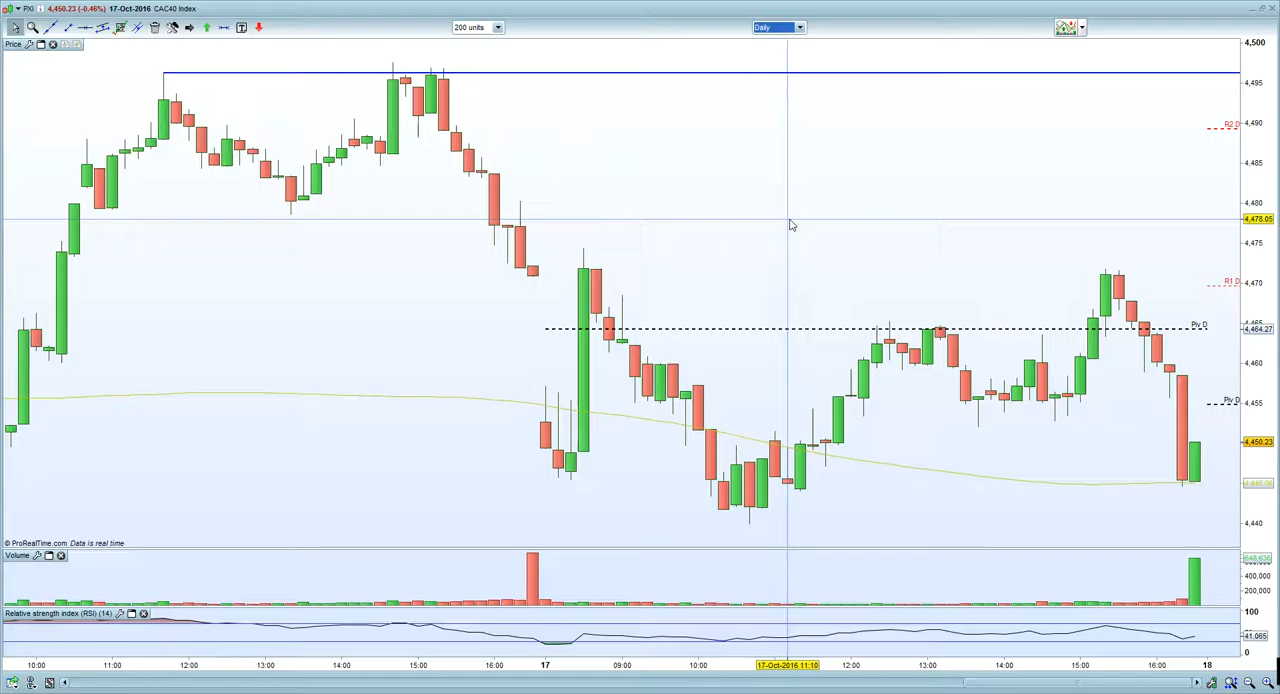 PXI 4,450.23 (-0.46%) 17-Oct-2016 CAC40 Index
200 units
Daily
Price
4,500
4,495
R2 D
4,490
4,485
4,480
4,478.05
4,475
R1 D
4,470
Piv D
4,465
4,464.27
4,460
Piv D
4,455
4,450.23
4,440
© ProRealTime.com Data is real time
Volume
400,000
200,000
Relative strength index (RSI) (14)
100
41.065
0
10:00 11:00 12:00 13:00 14:00 15:00 16:00 17 09:00 10:00 17-Oct-2016 11:10 12:00 13:00 14:00 15:00 16:00 18